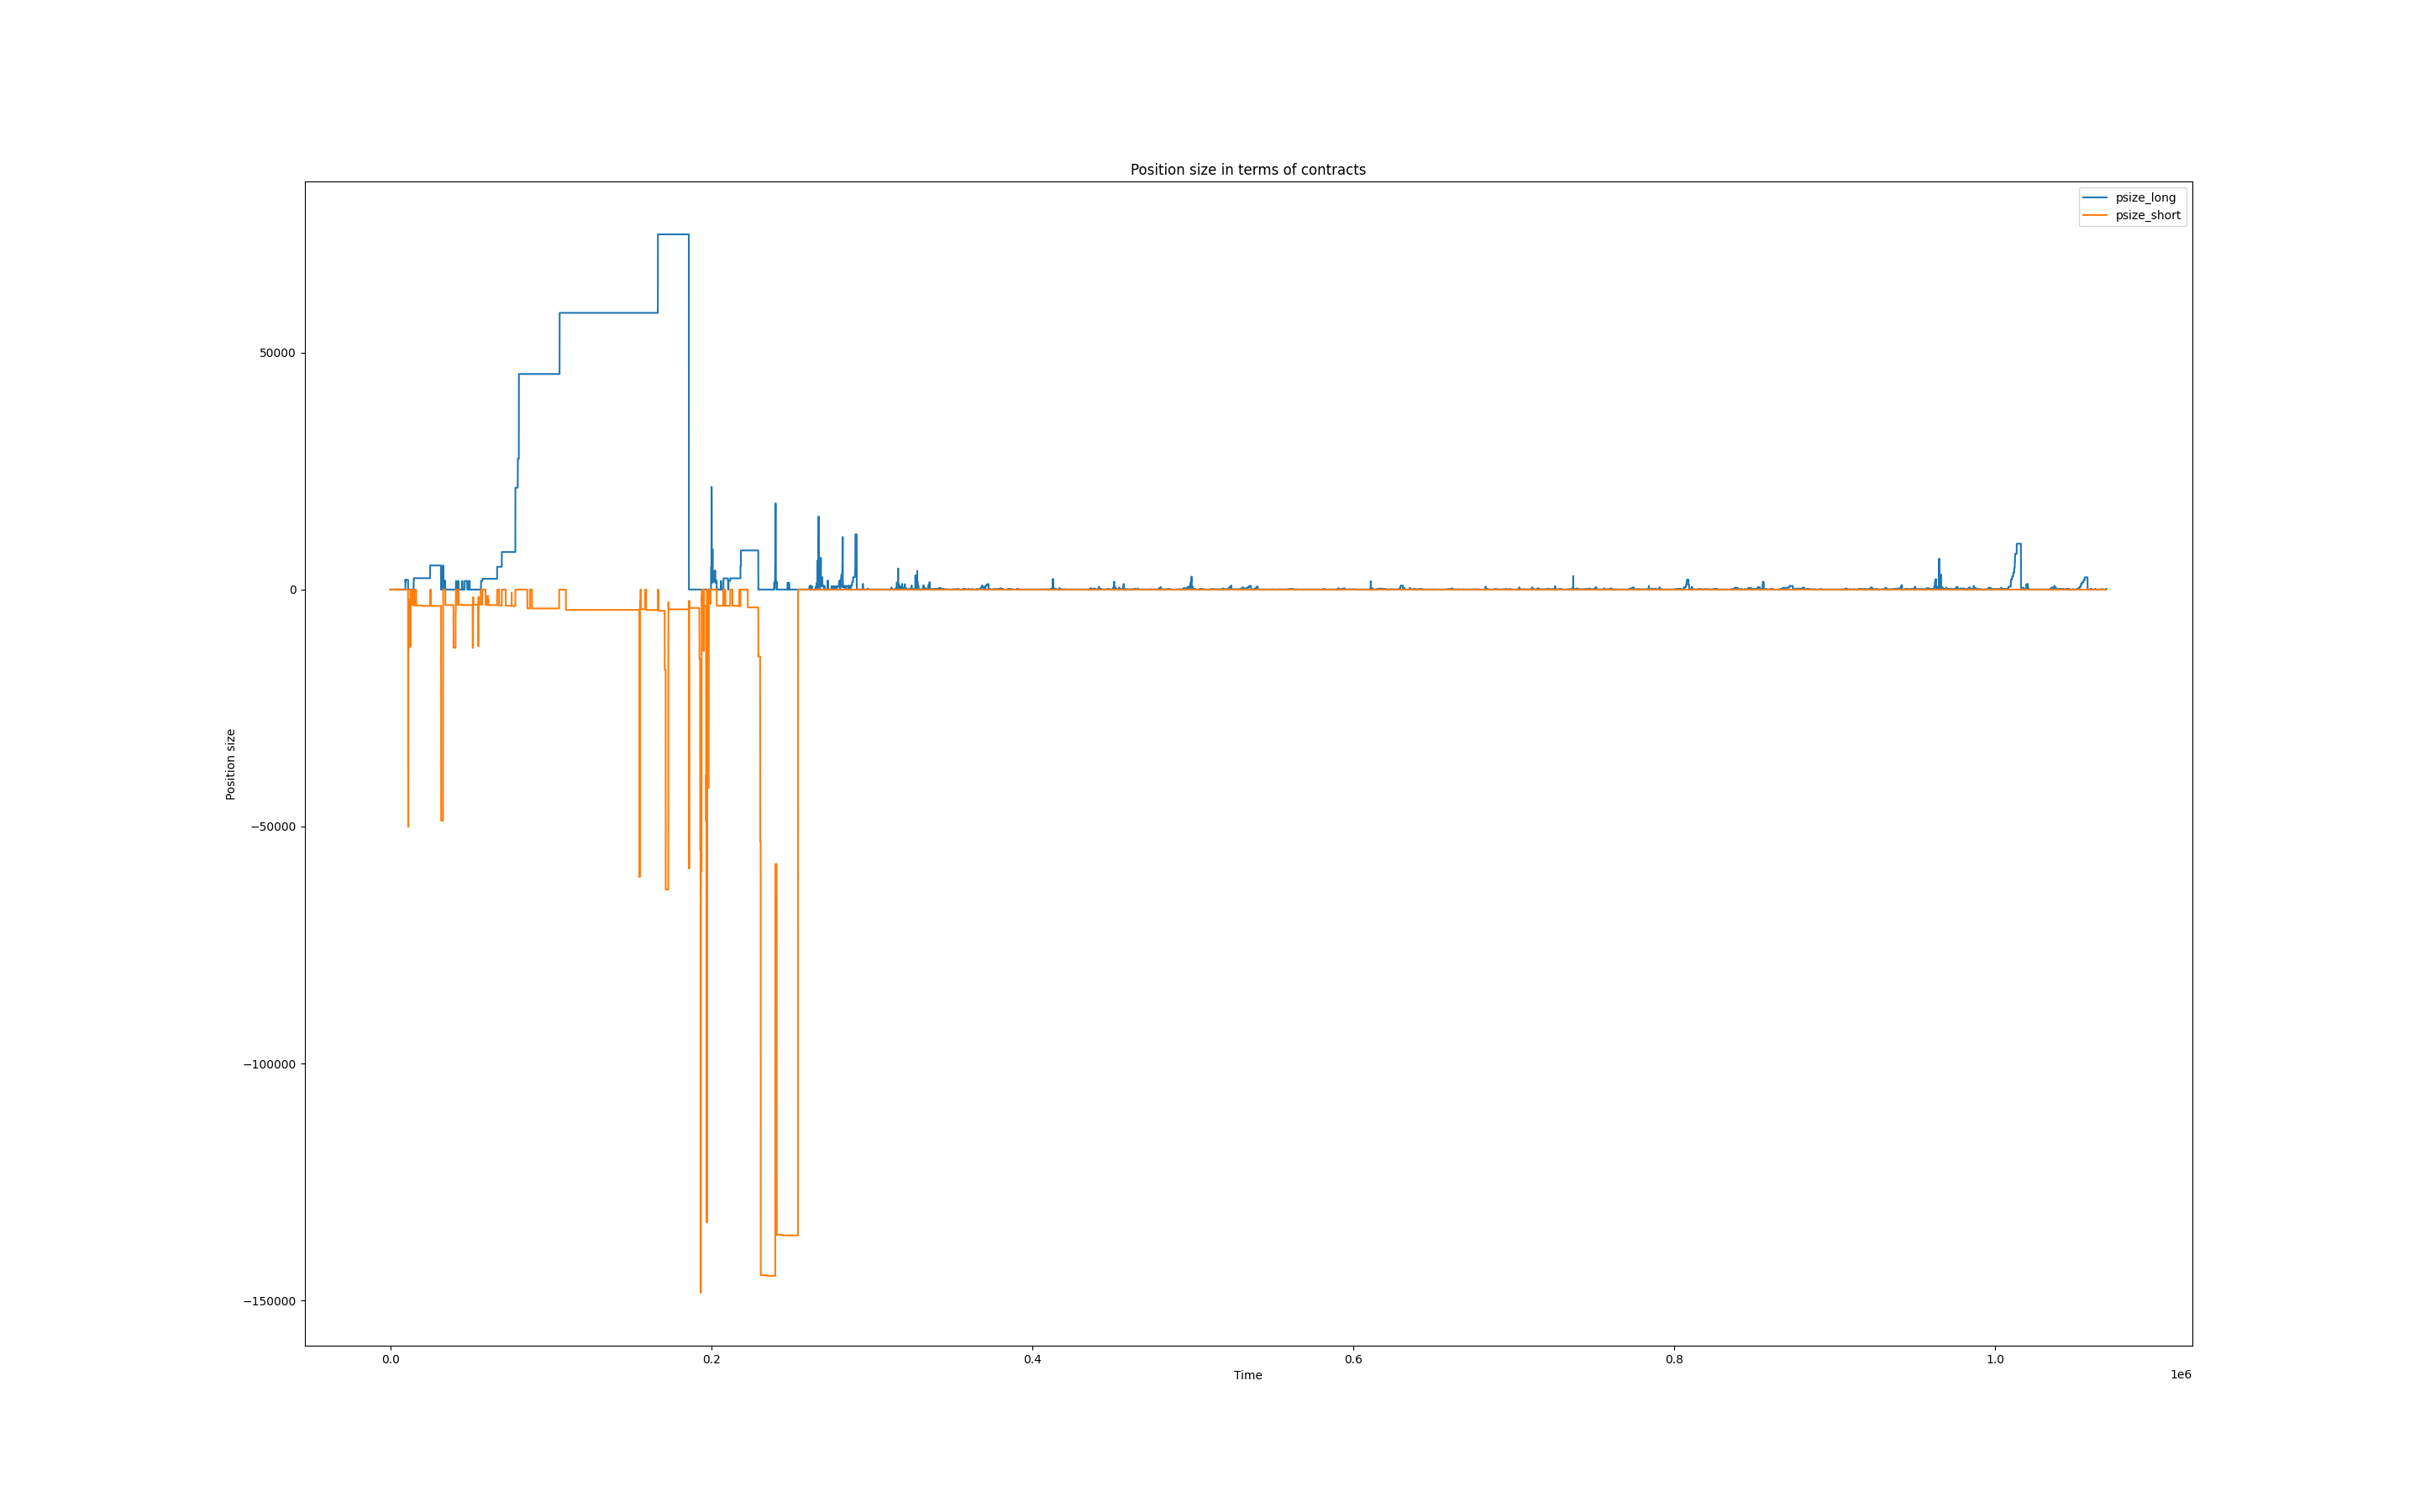 Position size in terms of contracts
psize_long
psize_short
50000
0
−50000
−100000
−150000
Position size
0.0 0.2 0.4 0.6 0.8 1.0
1e6
Time